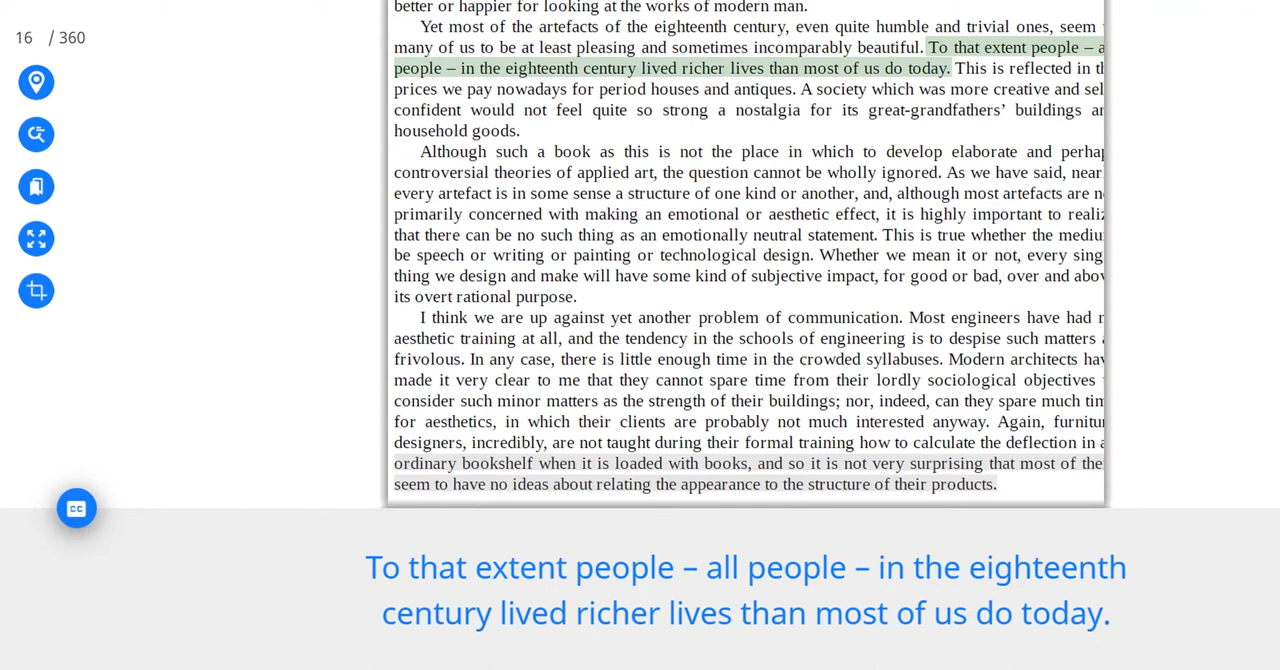 16 / 360
better or happier for looking at the works of modern man.
Yet most of the artefacts of the eighteenth century, even quite humble and trivial ones, seem
many of us to be at least pleasing and sometimes incomparably beautiful. To that extent people – a
people – in the eighteenth century lived richer lives than most of us do today. This is reflected in th
prices we pay nowadays for period houses and antiques. A society which was more creative and sel
confident would not feel quite so strong a nostalgia for its great-grandfathers’ buildings an
household goods.
Although such a book as this is not the place in which to develop elaborate and perhap
controversial theories of applied art, the question cannot be wholly ignored. As we have said, near
every artefact is in some sense a structure of one kind or another, and, although most artefacts are n
primarily concerned with making an emotional or aesthetic effect, it is highly important to realiz
that there can be no such thing as an emotionally neutral statement. This is true whether the mediu
be speech or writing or painting or technological design. Whether we mean it or not, every sing
thing we design and make will have some kind of subjective impact, for good or bad, over and abov
its overt rational purpose.
I think we are up against yet another problem of communication. Most engineers have had n
aesthetic training at all, and the tendency in the schools of engineering is to despise such matters a
frivolous. In any case, there is little enough time in the crowded syllabuses. Modern architects hav
made it very clear to me that they cannot spare time from their lordly sociological objectives
consider such minor matters as the strength of their buildings; nor, indeed, can they spare much tim
for aesthetics, in which their clients are probably not much interested anyway. Again, furnitu
designers, incredibly, are not taught during their formal training how to calculate the deflection in a
ordinary bookshelf when it is loaded with books, and so it is not very surprising that most of the
seem to have no ideas about relating the appearance to the structure of their products.
CC
To that extent people – all people – in the eighteenth
century lived richer lives than most of us do today.